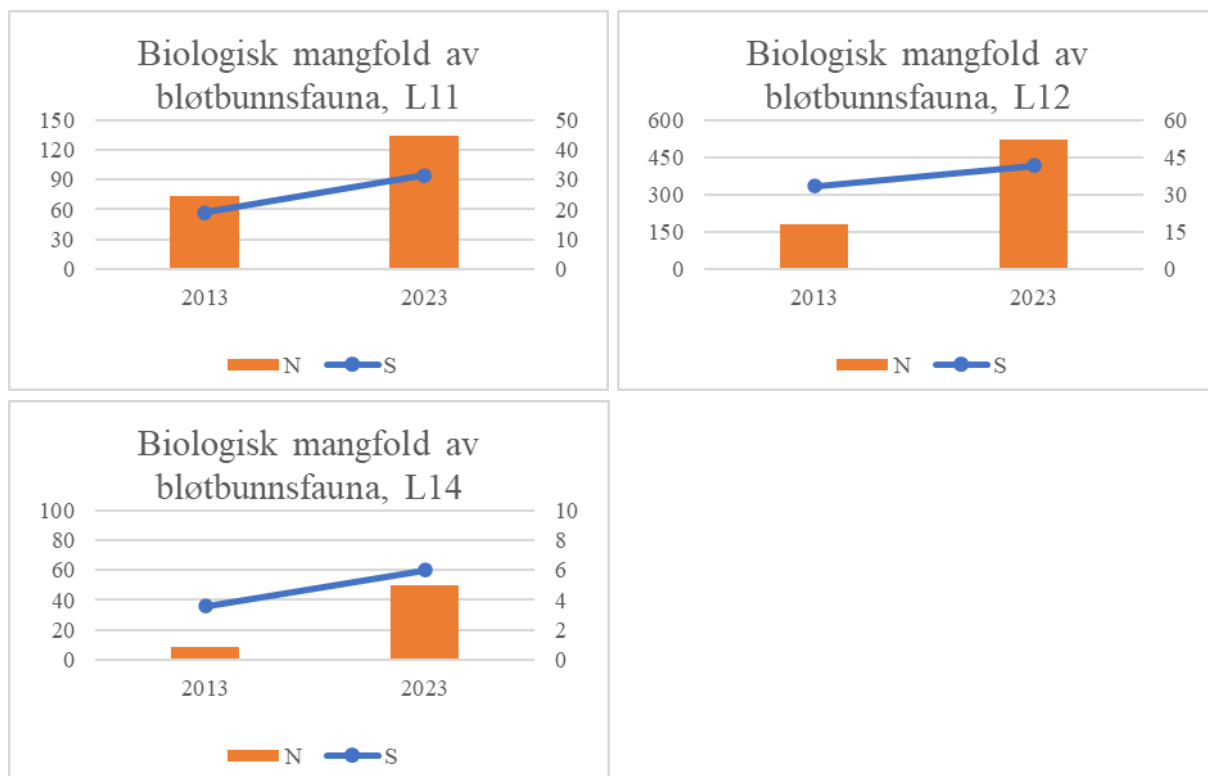 Biologisk mangfold av
bløtbunnsfauna, L11
150 50
120 40
90 30
60 20
30 10
0 0
2013 2023
N S
Biologisk mangfold av
bløtbunnsfauna, L12
600 60
450 45
300 30
150 15
0 0
2013 2023
N S
Biologisk mangfold av
bløtbunnsfauna, L14
100 10
80 8
60 6
40 4
20 2
0 0
2013 2023
N S